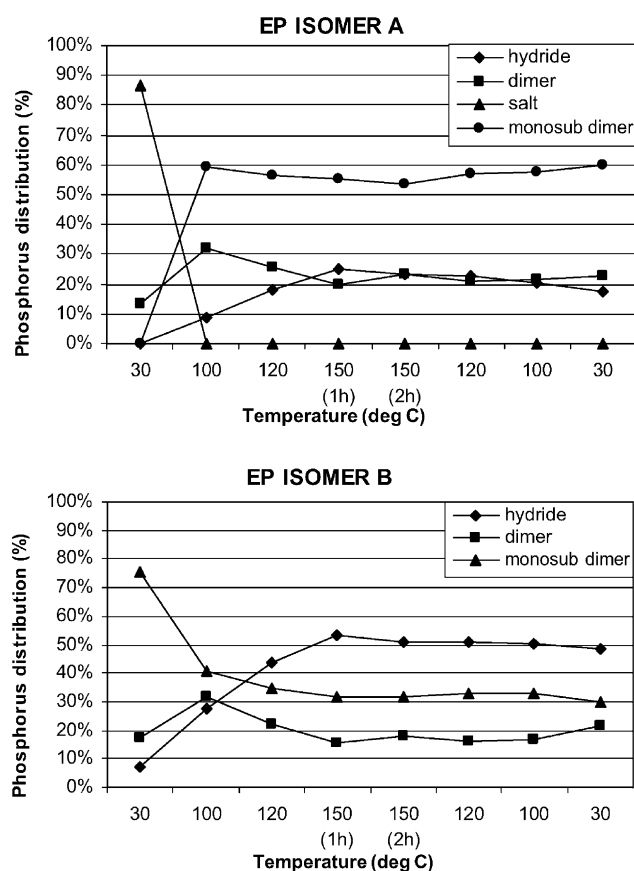 EP ISOMER A
Phosphorus distribution (%)
100%
90%
80%
70%
60%
50%
40%
30%
20%
10%
0%
hydride
dimer
salt
monosub dimer
30 100 120 150 150 120 100 30
(1h) (2h)
Temperature (deg C)
EP ISOMER B
Phosphorus distribution (%)
100%
90%
80%
70%
60%
50%
40%
30%
20%
10%
0%
hydride
dimer
monosub dimer
30 100 120 150 150 120 100 30
(1h) (2h)
Temperature (deg C)